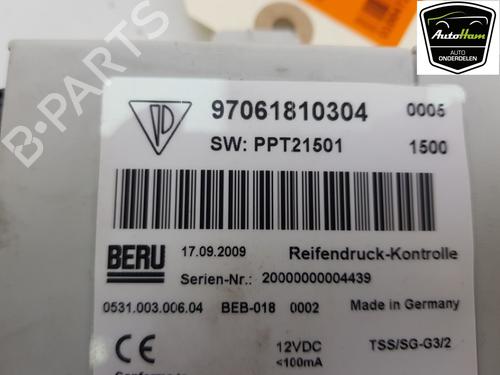 AutoHam
AUTO
ONDERDELEN
B-Parts
97061810304 0005
SW: PPT21501 1500
BERU 17.09.2009 Reifendruck-Kontrolle
Serien-Nr.: 20000000004439
0531.003.006.04 BEB-018 0002 Made in Germany
CE 12VDC TSS/SG-G3/2
<100mA